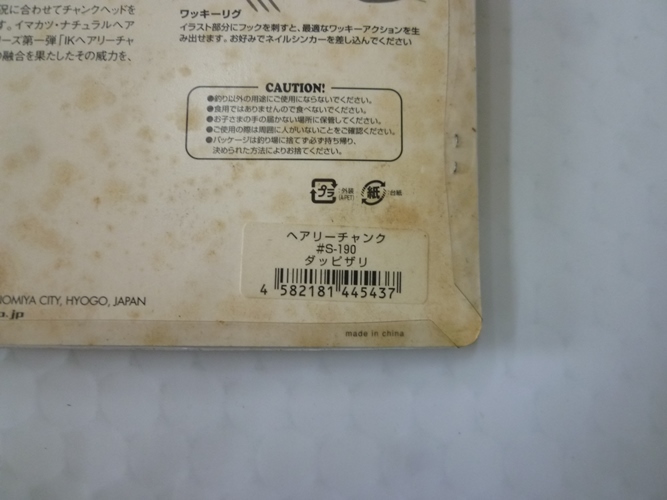 況に合わせてチャンクヘッドを
す。イマカツ・ナチュラルヘア
ーズ第一弾「IKヘアリーチャ
の融合を果たしたその威力を、
ワッキーリグ
イラスト部分にフックを刺すと、最適なワッキーアクションを生
み出せます。お好みでネイルシンカーを差し込んでください
CAUTION!
●釣り以外の用途にご使用にならないでください。
●食用ではありませんので食べないでください。
●お子さまの手の届かない場所に保管してください。
●ご使用の際は周囲に人がいないことをご確認ください。
●パッケージは釣り場に捨てず必ず持ち帰り、
決められた方法によりお捨てください。
プラ 外装 (A-PET) 紙 台紙
ヘアリーチャンク
#S-190
ダッピザリ
4 582181 445437
NOMIYA CITY, HYOGO, JAPAN
o.jp
made in china